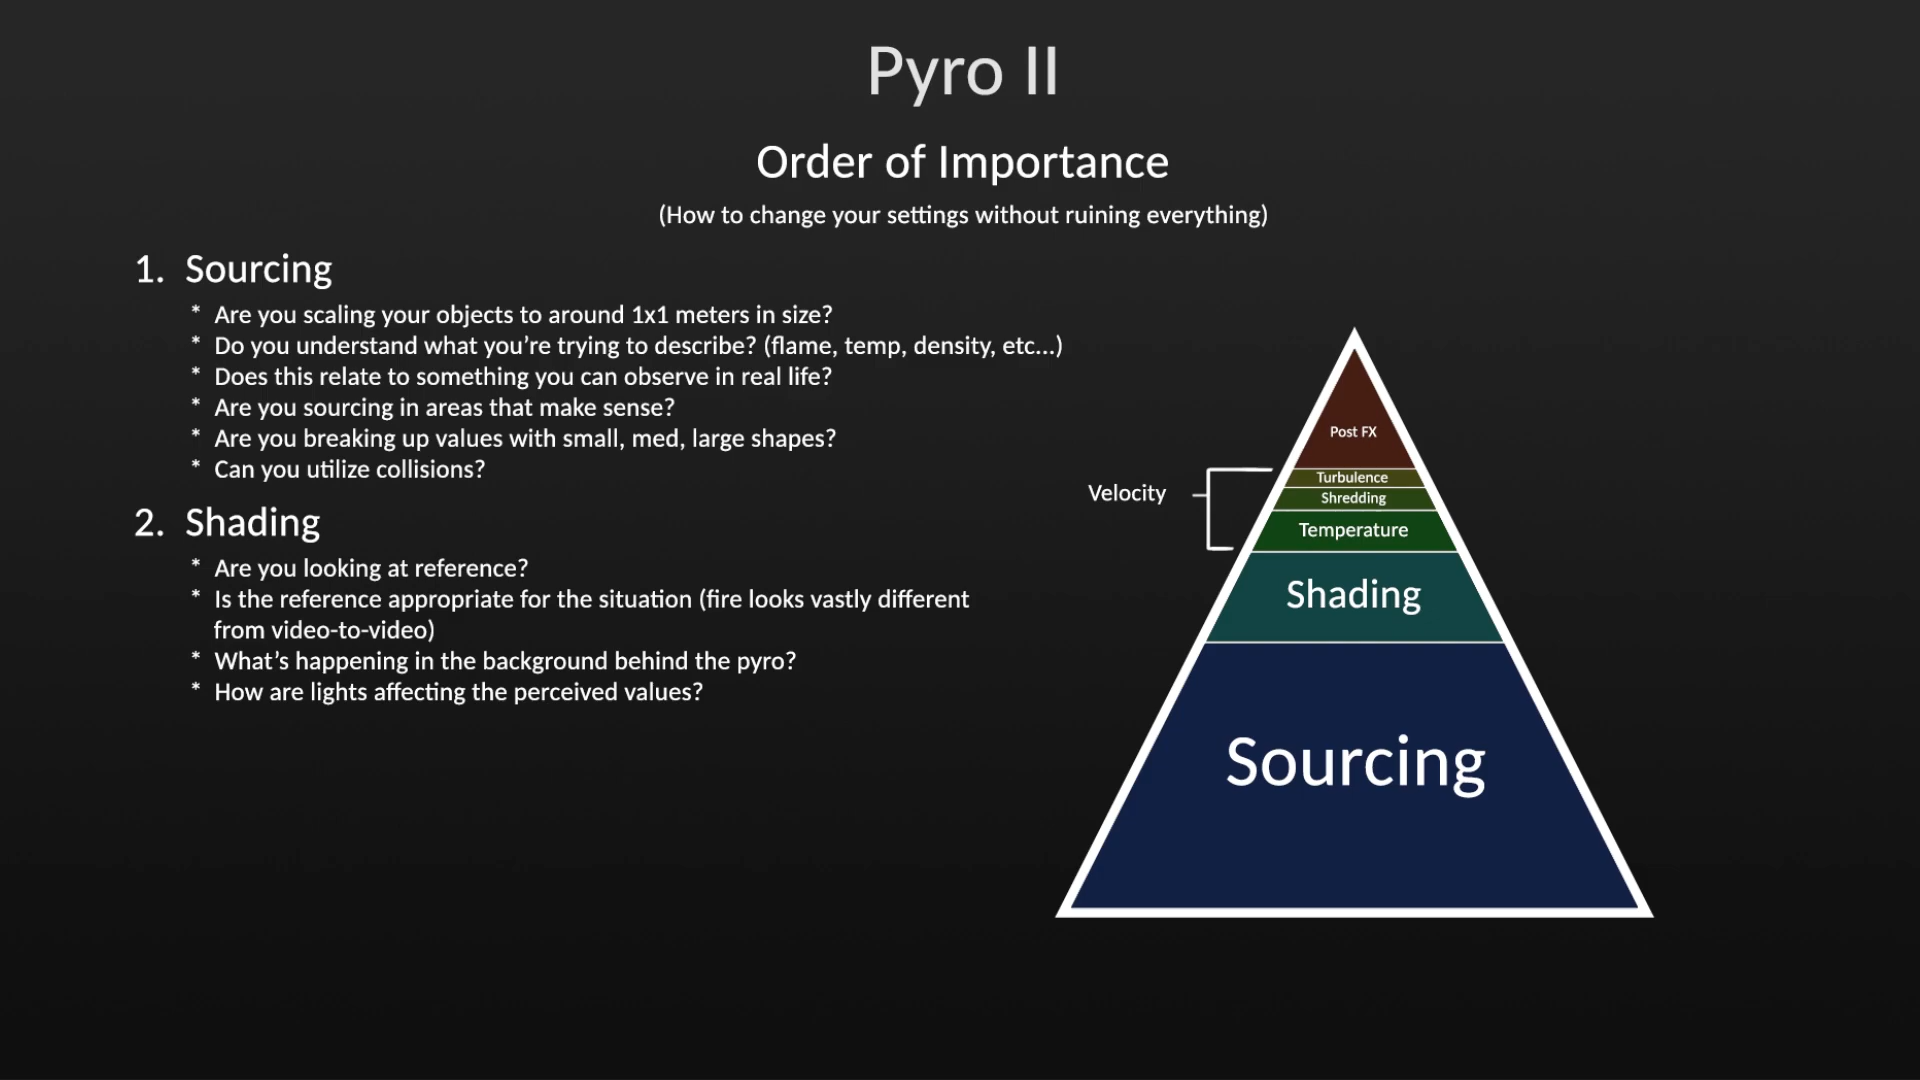 Pyro II
Order of Importance
(How to change your settings without ruining everything)
1. Sourcing
* Are you scaling your objects to around 1x1 meters in size?
* Do you understand what you’re trying to describe? (flame, temp, density, etc...)
* Does this relate to something you can observe in real life?
* Are you sourcing in areas that make sense?
* Are you breaking up values with small, med, large shapes?
* Can you utilize collisions?
2. Shading
* Are you looking at reference?
* Is the reference appropriate for the situation (fire looks vastly different
from video-to-video)
* What’s happening in the background behind the pyro?
* How are lights affecting the perceived values?
Velocity
Post FX
Turbulence
Shredding
Temperature
Shading
Sourcing